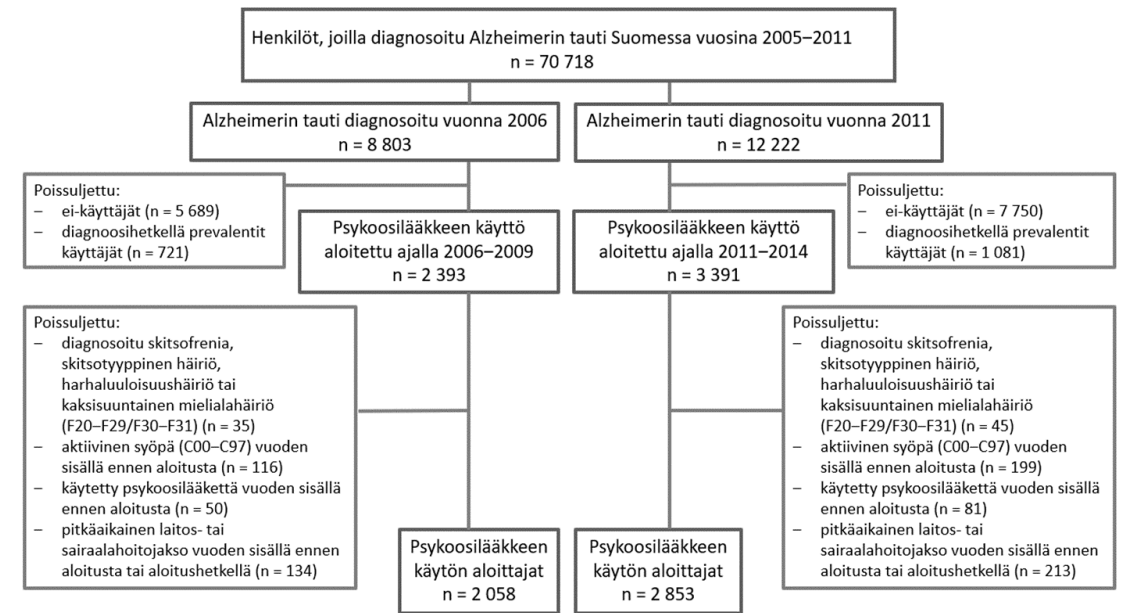 Henkilöt, joilla diagnosoitu Alzheimerin tauti Suomessa vuosina 2005–2011
n = 70 718
Alzheimerin tauti diagnosoitu vuonna 2006
n = 8 803
Alzheimerin tauti diagnosoitu vuonna 2011
n = 12 222
Poissuljettu:
– ei-käyttäjät (n = 5 689)
– diagnoosihetkellä prevalentit
käyttäjät (n = 721)
Psykoosilääkkeen käyttö
aloitettu ajalla 2006–2009
n = 2 393
Psykoosilääkkeen käyttö
aloitettu ajalla 2011–2014
n = 3 391
Poissuljettu:
– ei-käyttäjät (n = 7 750)
– diagnoosihetkellä prevalentit
käyttäjät (n = 1 081)
Poissuljettu:
– diagnosoitu skitsofrenia,
skitsotyyppinen häiriö,
harhaluuloisuushäiriö tai
kaksisuuntainen mielialahäiriö
(F20–F29/F30–F31) (n = 35)
– aktiivinen syöpä (C00–C97) vuoden
sisällä ennen aloitusta (n = 116)
– käytetty psykoosilääkettä vuoden sisällä
ennen aloitusta (n = 50)
– pitkäaikainen laitos- tai
sairaalahoitojakso vuoden sisällä ennen
aloitusta tai aloitushetkellä (n = 134)
Psykoosilääkkeen
käytön aloittajat
n = 2 058
Psykoosilääkkeen
käytön aloittajat
n = 2 853
Poissuljettu:
– diagnosoitu skitsofrenia,
skitsotyyppinen häiriö,
harhaluuloisuushäiriö tai
kaksisuuntainen mielialahäiriö
(F20–F29/F30–F31) (n = 45)
– aktiivinen syöpä (C00–C97) vuoden
sisällä ennen aloitusta (n = 199)
– käytetty psykoosilääkettä vuoden sisällä
ennen aloitusta (n = 81)
– pitkäaikainen laitos- tai
sairaalahoitojakso vuoden sisällä ennen
aloitusta tai aloitushetkellä (n = 213)